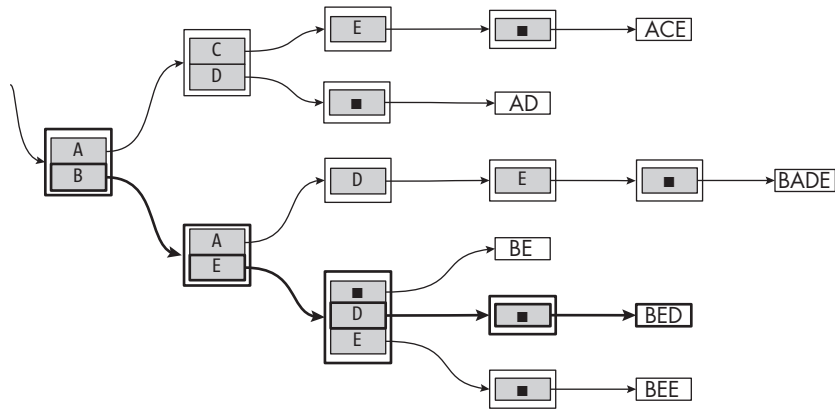 E ■ ACE
C
D
■ AD
A
B
D E ■ BADE
A
E
BE
■
D ■ BED
E
■ BEE